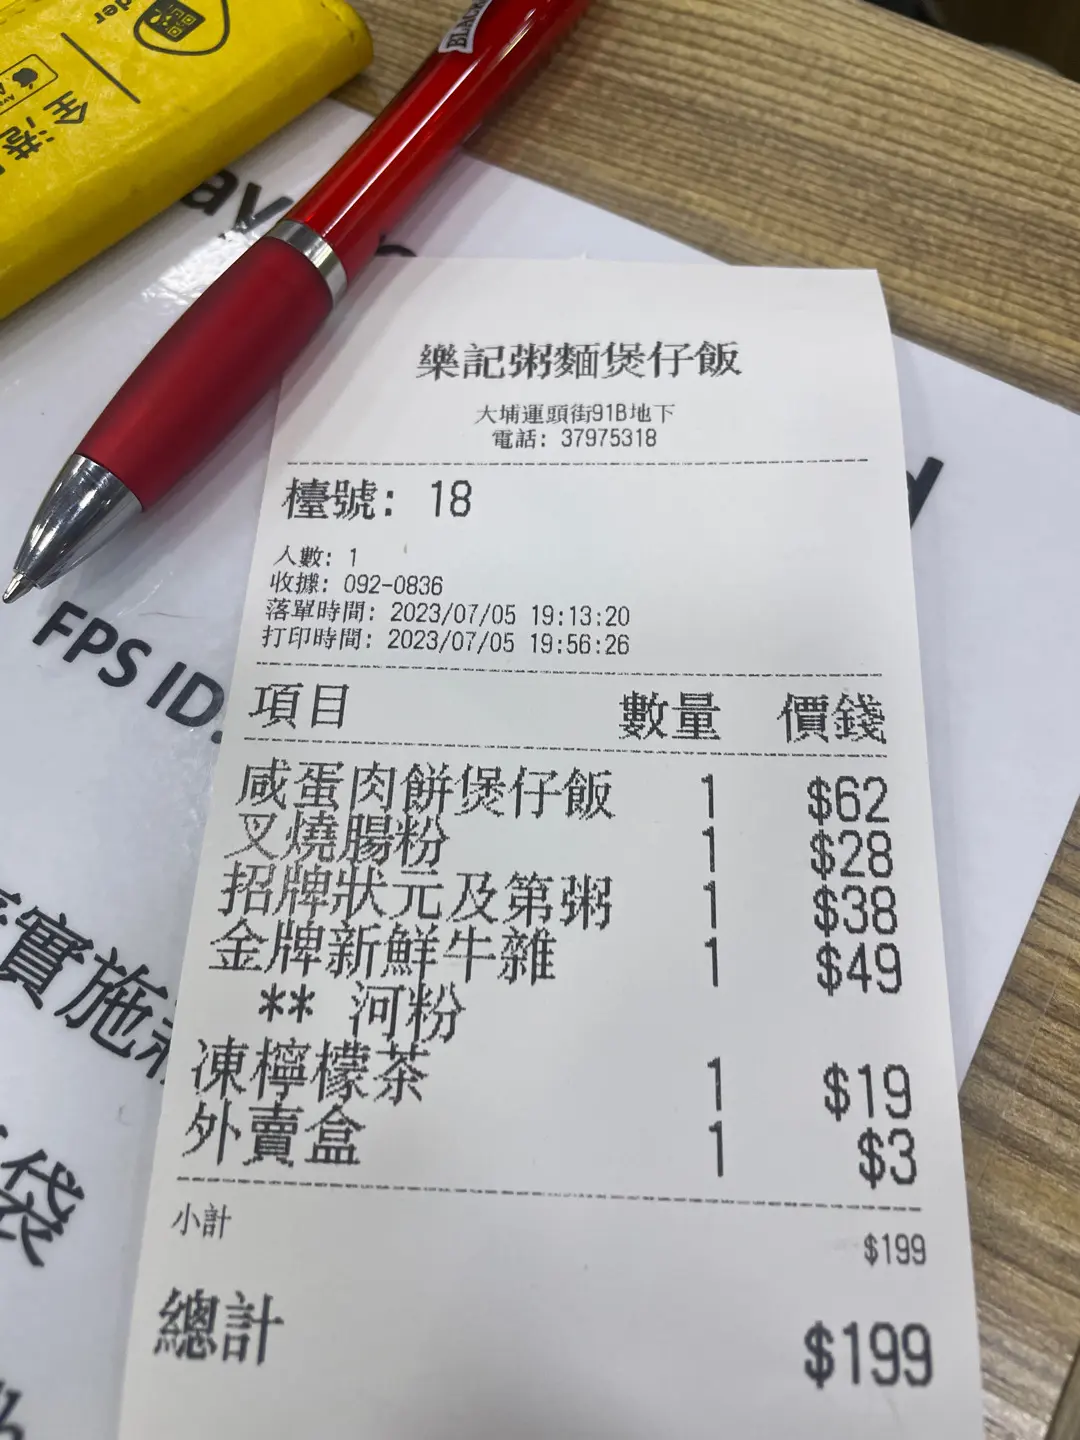 全港
FPS ID:
實施
袋
樂記粥麵煲仔飯
大埔運頭街91B地下
電話: 37975318
檯號: 18
人數: 1
收據: 092-0836
落單時間: 2023/07/05 19:13:20
打印時間: 2023/07/05 19:56:26
項目 數量 價錢
咸蛋肉餅煲仔飯 1 $62
叉燒腸粉 1 $28
招牌狀元及第粥 1 $38
金牌新鮮牛雜 1 $49
** 河粉
凍檸檬茶 1 $19
外賣盒 1 $3
小計 $199
總計 $199